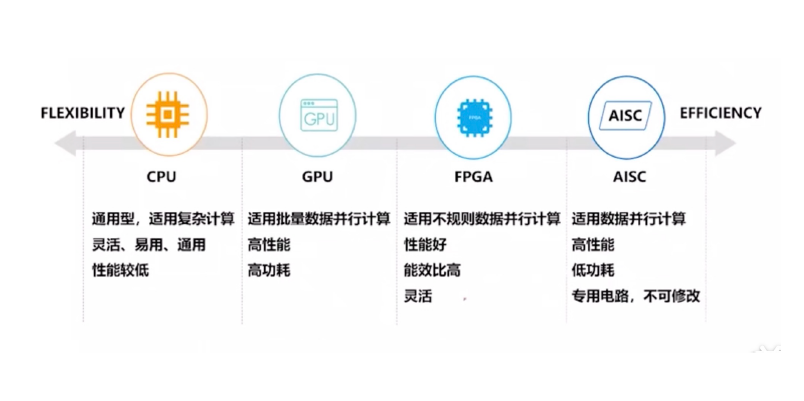 FLEXIBILITY
EFFICIENCY
GPU
FPGA
AISC
CPU
GPU
FPGA
AISC
通用型，适用复杂计算
灵活、易用、通用
性能较低
适用批量数据并行计算
高性能
高功耗
适用不规则数据并行计算
性能好
能效比高
灵活
适用数据并行计算
高性能
低功耗
专用电路，不可修改